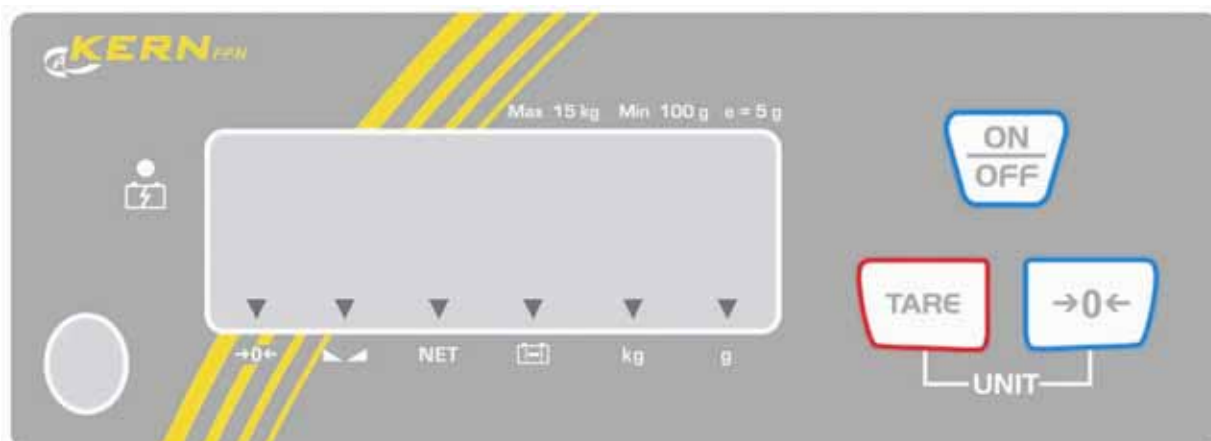 KERN FFN
Max 15 kg Min 100 g e = 5 g
ON
OFF
TARE
→0←
→0← NET kg g
UNIT